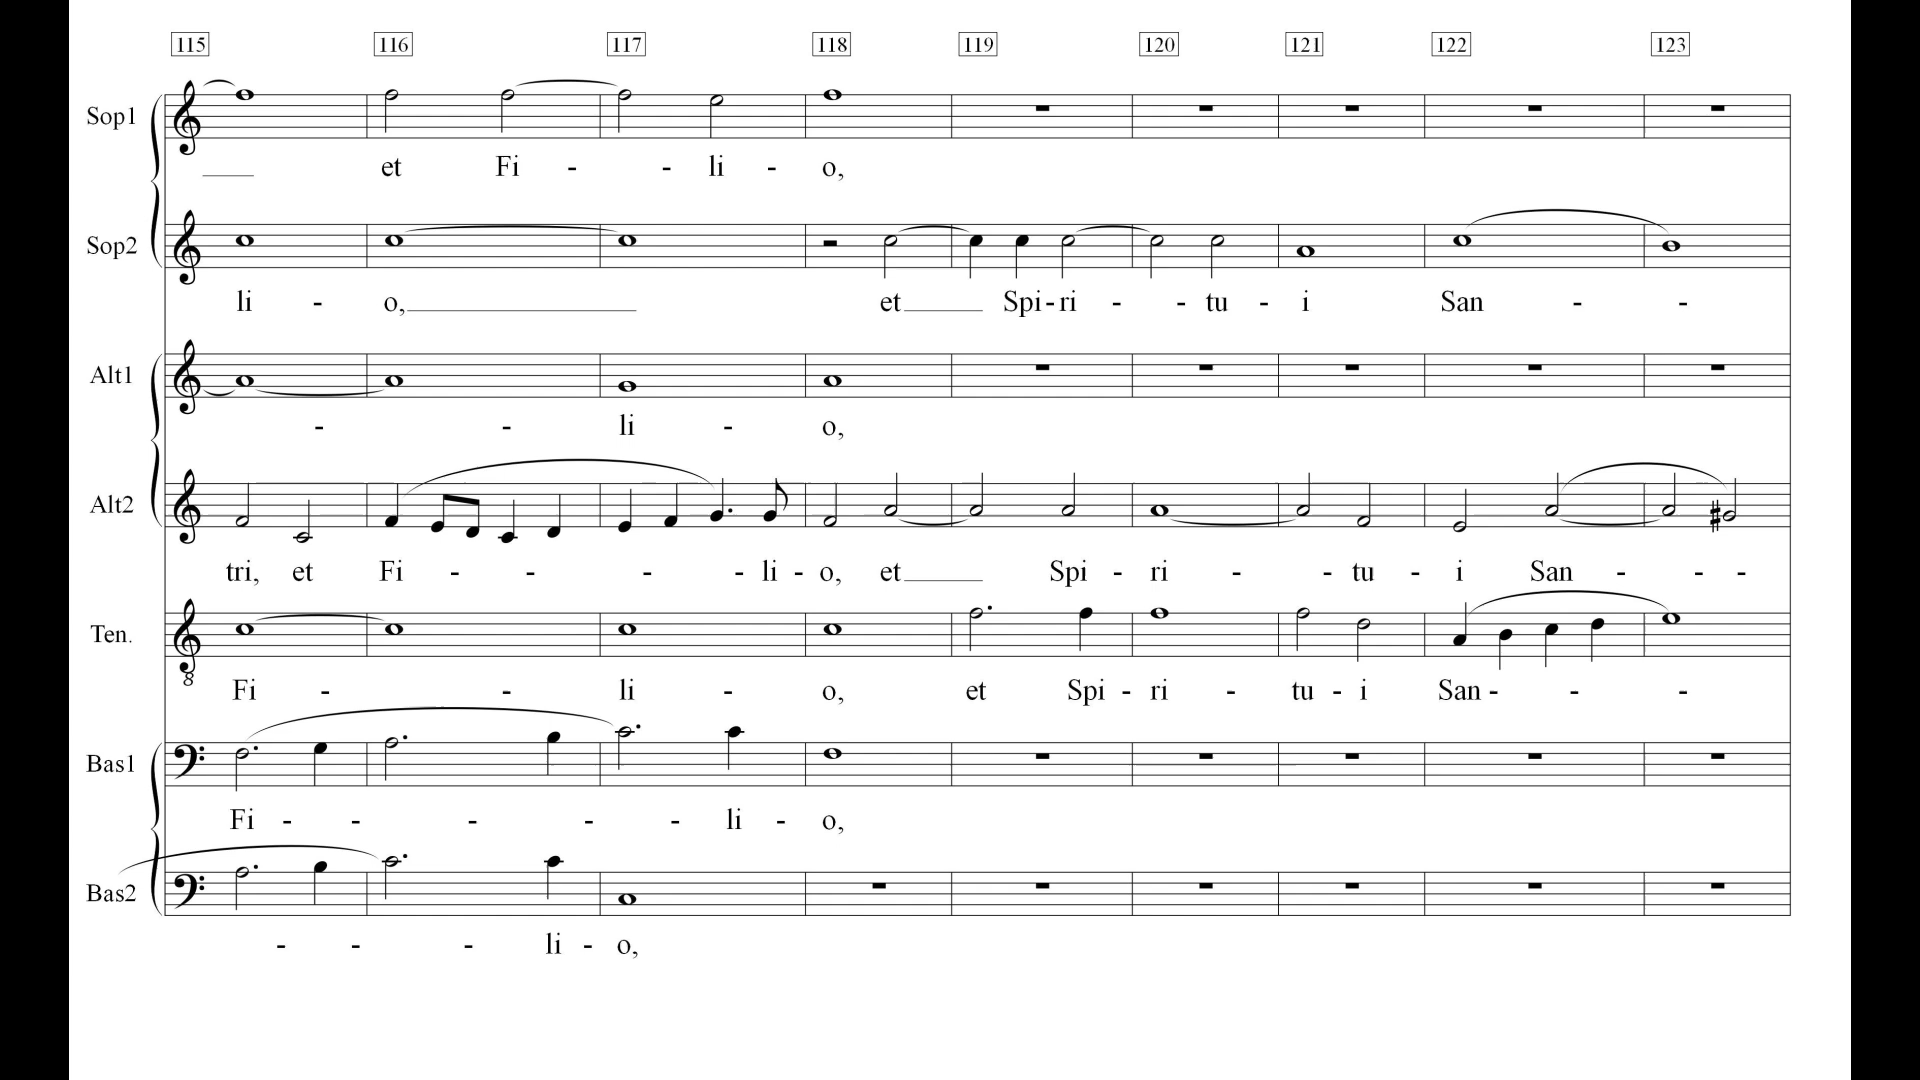 115 116 117 118 119 120 121 122 123
Sop1
et Fi - - li - o,
Sop2
li - o, et Spi - ri - - tu - i San - -
Alt1
- - li - o,
Alt2
tri, et Fi - - - - li - o, et Spi - ri - - tu - i San - - -
Ten.
8
Fi - - li - o, et Spi - ri - tu - i San - - -
Bas1
Fi - - - - - li - o,
Bas2
- - - li - o,